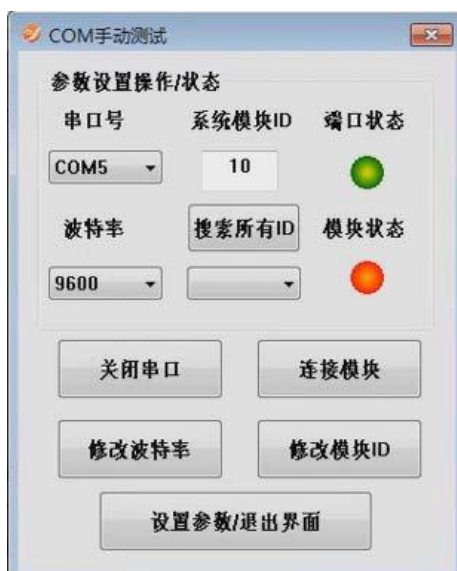 COM手动测试
参数设置操作/状态
串口号 系统模块ID 端口状态
COM5 10
波特率 搜索所有ID 模块状态
9600
关闭串口 连接模块
修改波特率 修改模块ID
设置参数/退出界面